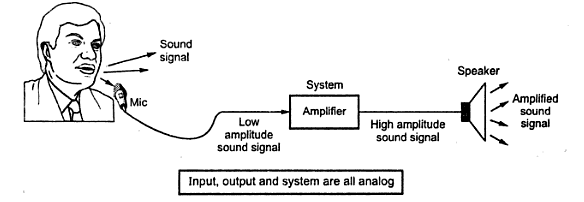 Sound
signal
Mic
Low
amplitude
sound signal
System
Amplifier
High amplitude
sound signal
Speaker
Amplified
sound
signal
Input, output and system are all analog